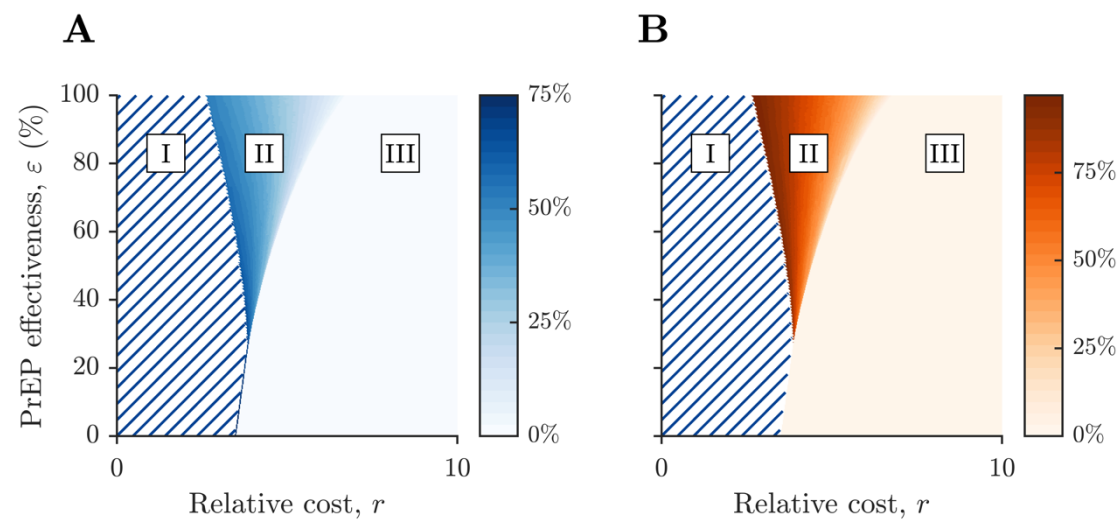 A
B
PrEP effectiveness, ε (%)
100
80
60
40
20
0
I
II
III
75%
50%
25%
0%
0
10
Relative cost, r
I
II
III
75%
50%
25%
0%
0
10
Relative cost, r